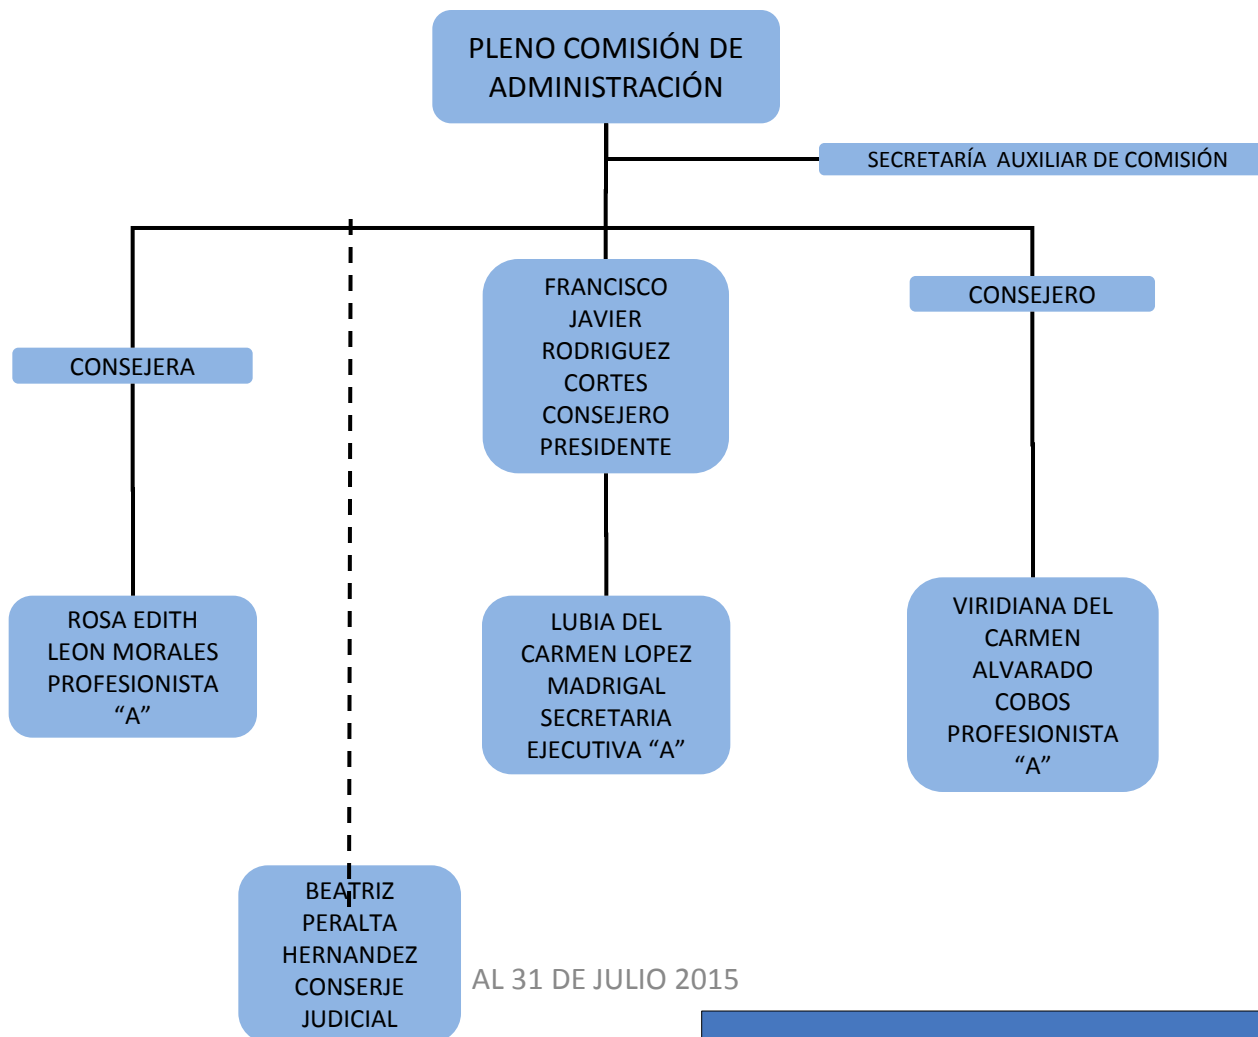 PLENO COMISIÓN DE
ADMINISTRACIÓN
SECRETARÍA AUXILIAR DE COMISIÓN
FRANCISCO
JAVIER
RODRIGUEZ
CORTES
CONSEJERO
PRESIDENTE
CONSEJERO
CONSEJERA
ROSA EDITH
LEON MORALES
PROFESIONISTA
“A”
LUBIA DEL
CARMEN LOPEZ
MADRIGAL
SECRETARIA
EJECUTIVA “A”
VIRIDIANA DEL
CARMEN
ALVARADO
COBOS
PROFESIONISTA
“A”
BEATRIZ
PERALTA
HERNANDEZ
CONSERJE
JUDICIAL
AL 31 DE JULIO 2015